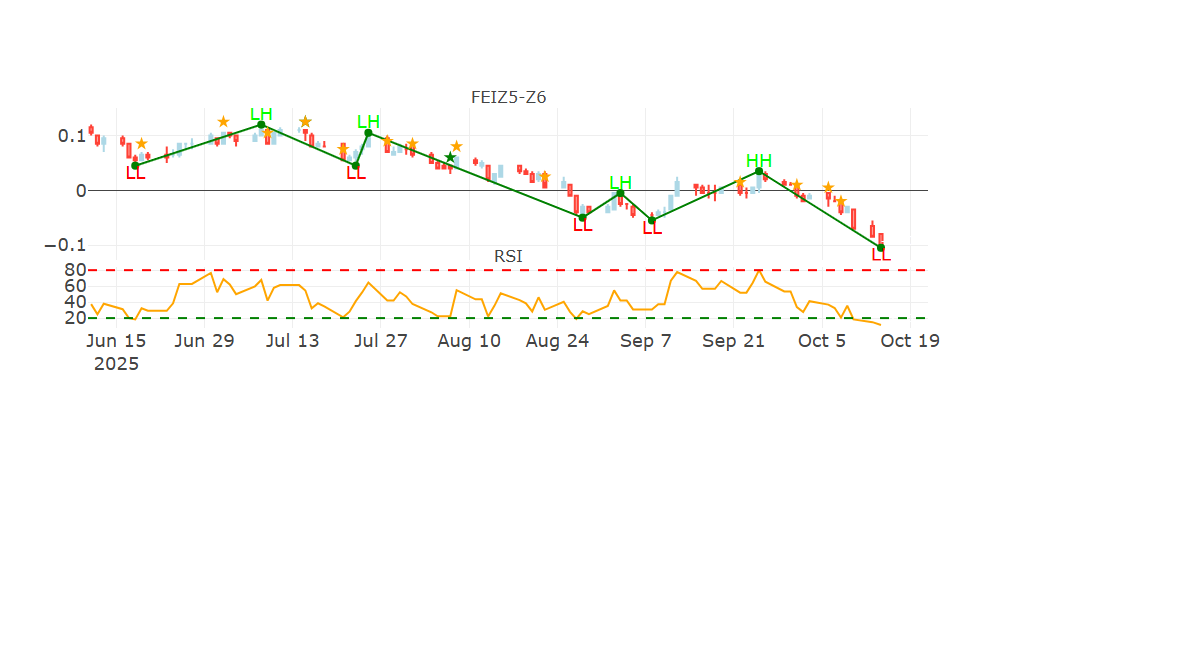 FEIZ5-Z6
LH
LH
HH
LH
0.1
0
−0.1
LL
LL
LL
LL
LL
RSI
80
60
40
20
Jun 15 Jun 29 Jul 13 Jul 27 Aug 10 Aug 24 Sep 7 Sep 21 Oct 5 Oct 19
2025